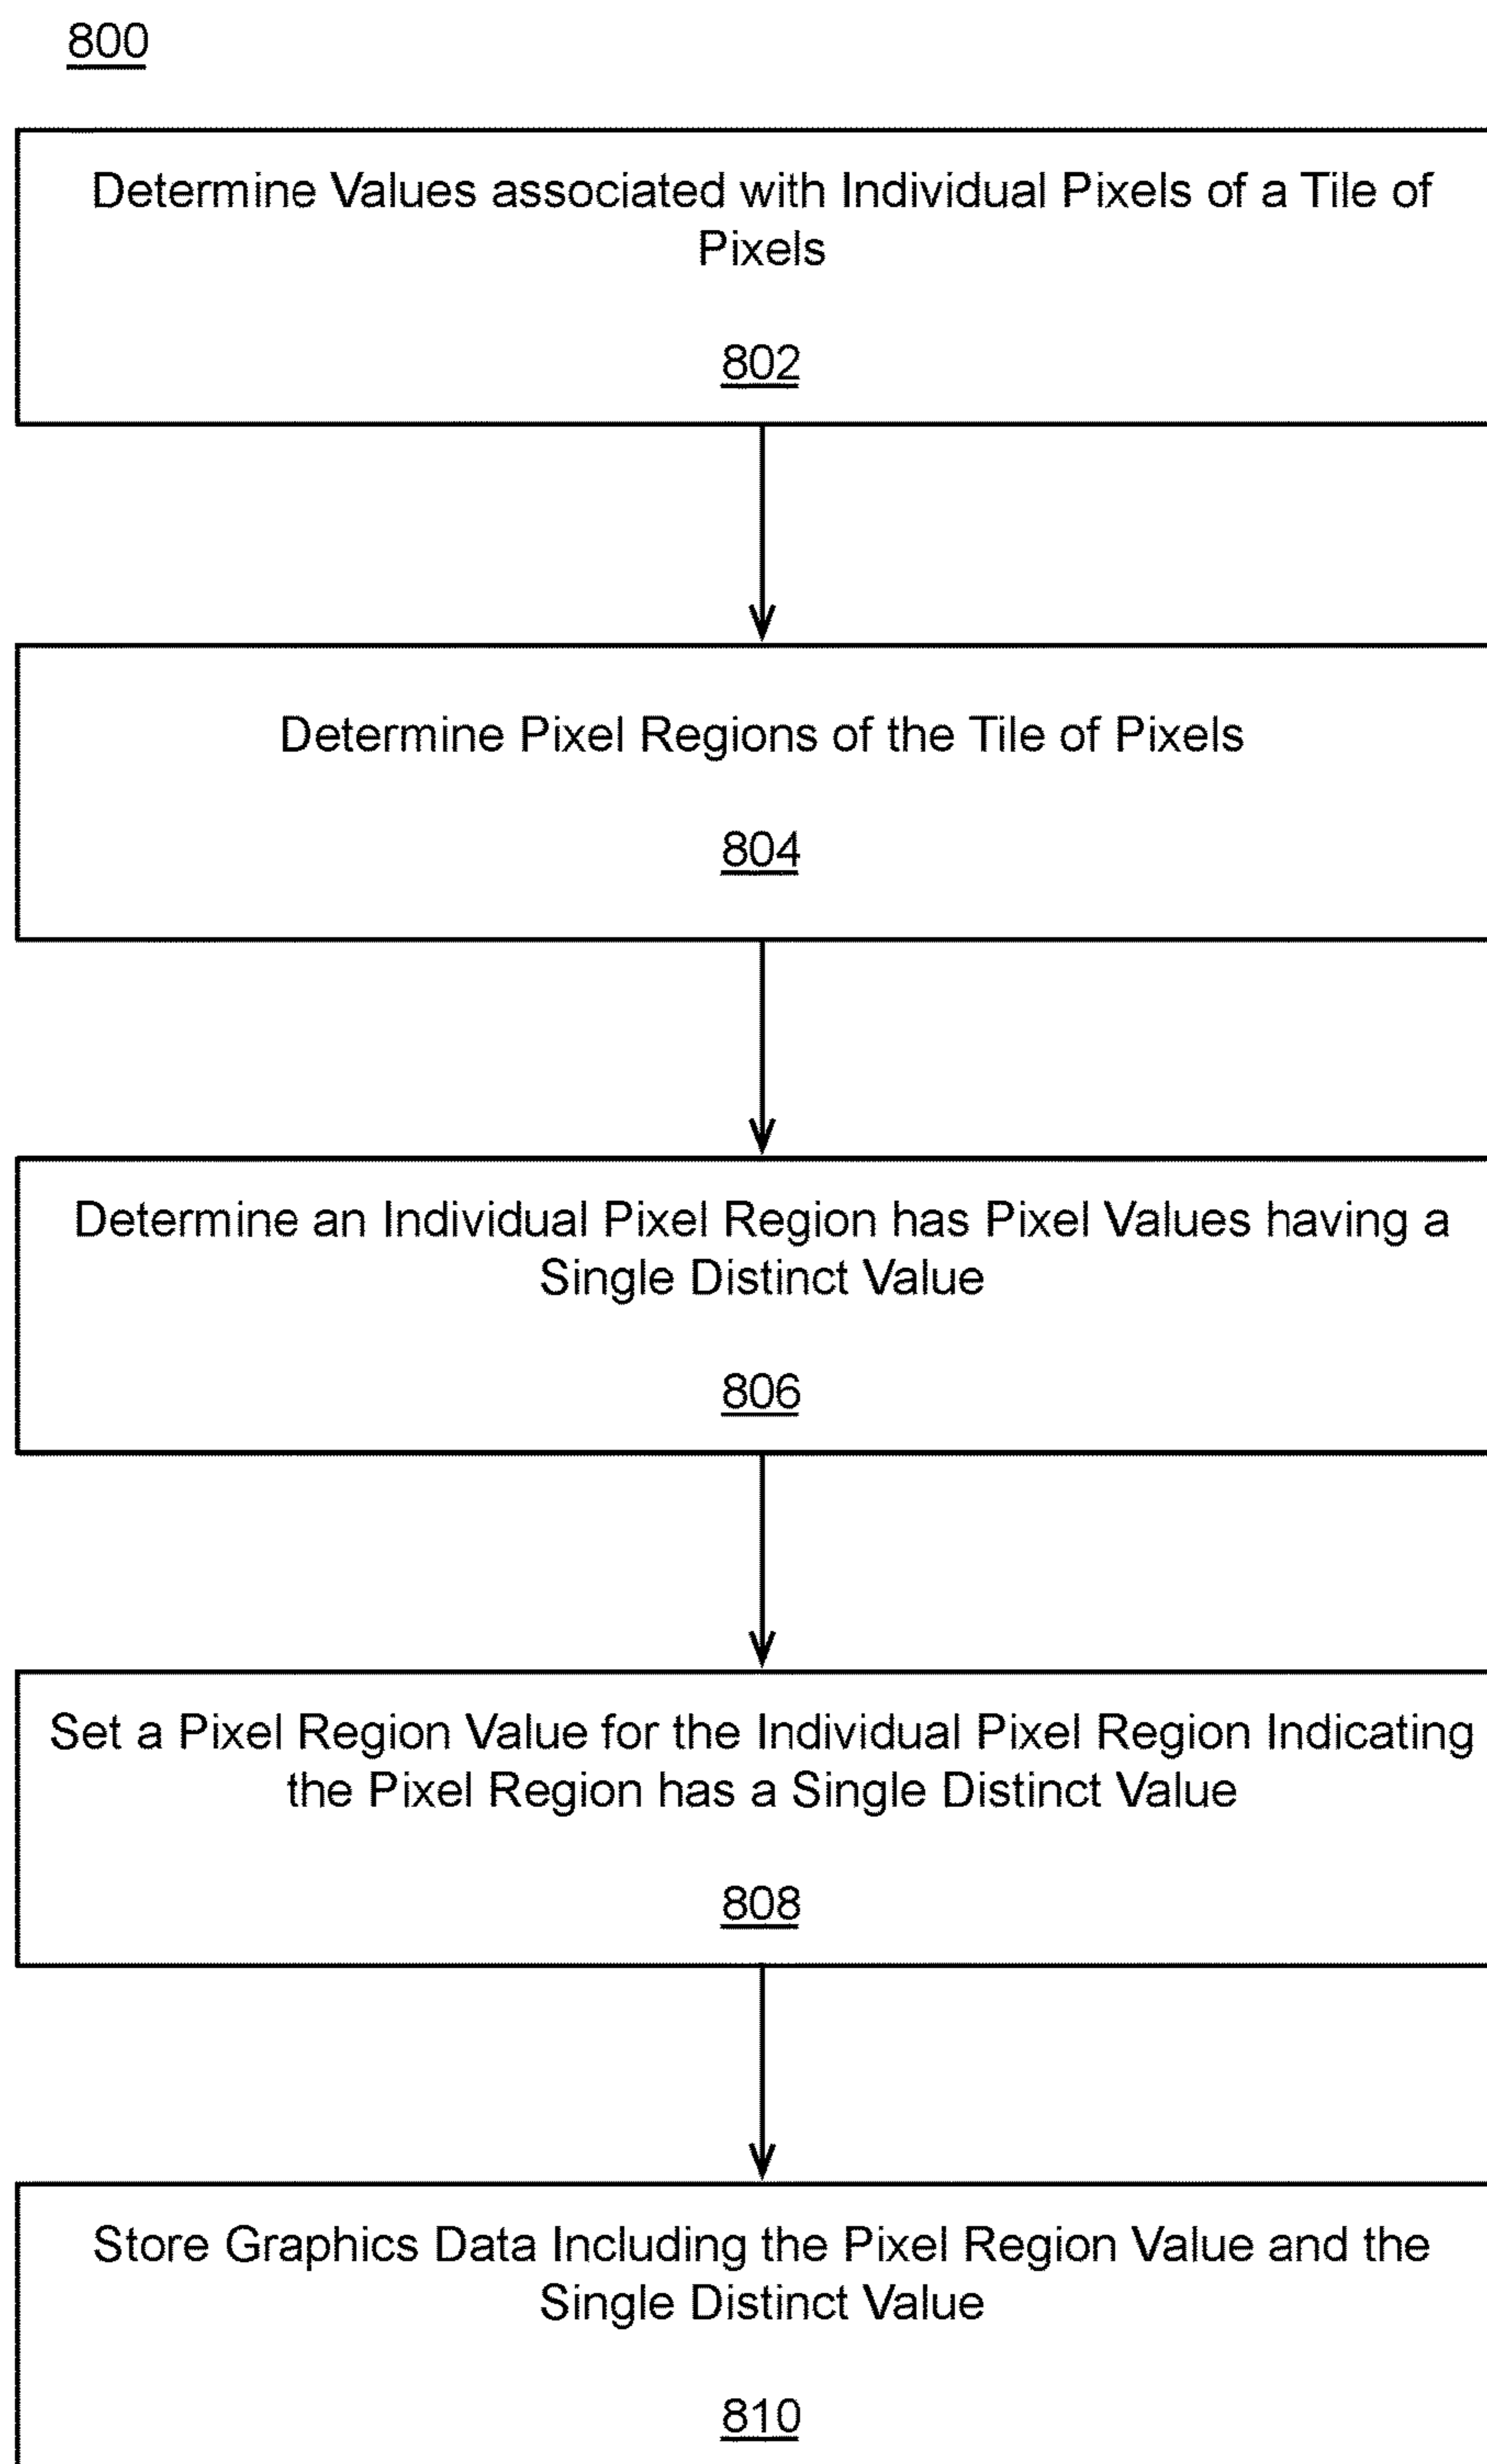 800
Determine Values associated with Individual Pixels of a Tile of
Pixels
802
Determine Pixel Regions of the Tile of Pixels
804
Determine an Individual Pixel Region has Pixel Values having a
Single Distinct Value
806
Set a Pixel Region Value for the Individual Pixel Region Indicating
the Pixel Region has a Single Distinct Value
808
Store Graphics Data Including the Pixel Region Value and the
Single Distinct Value
810